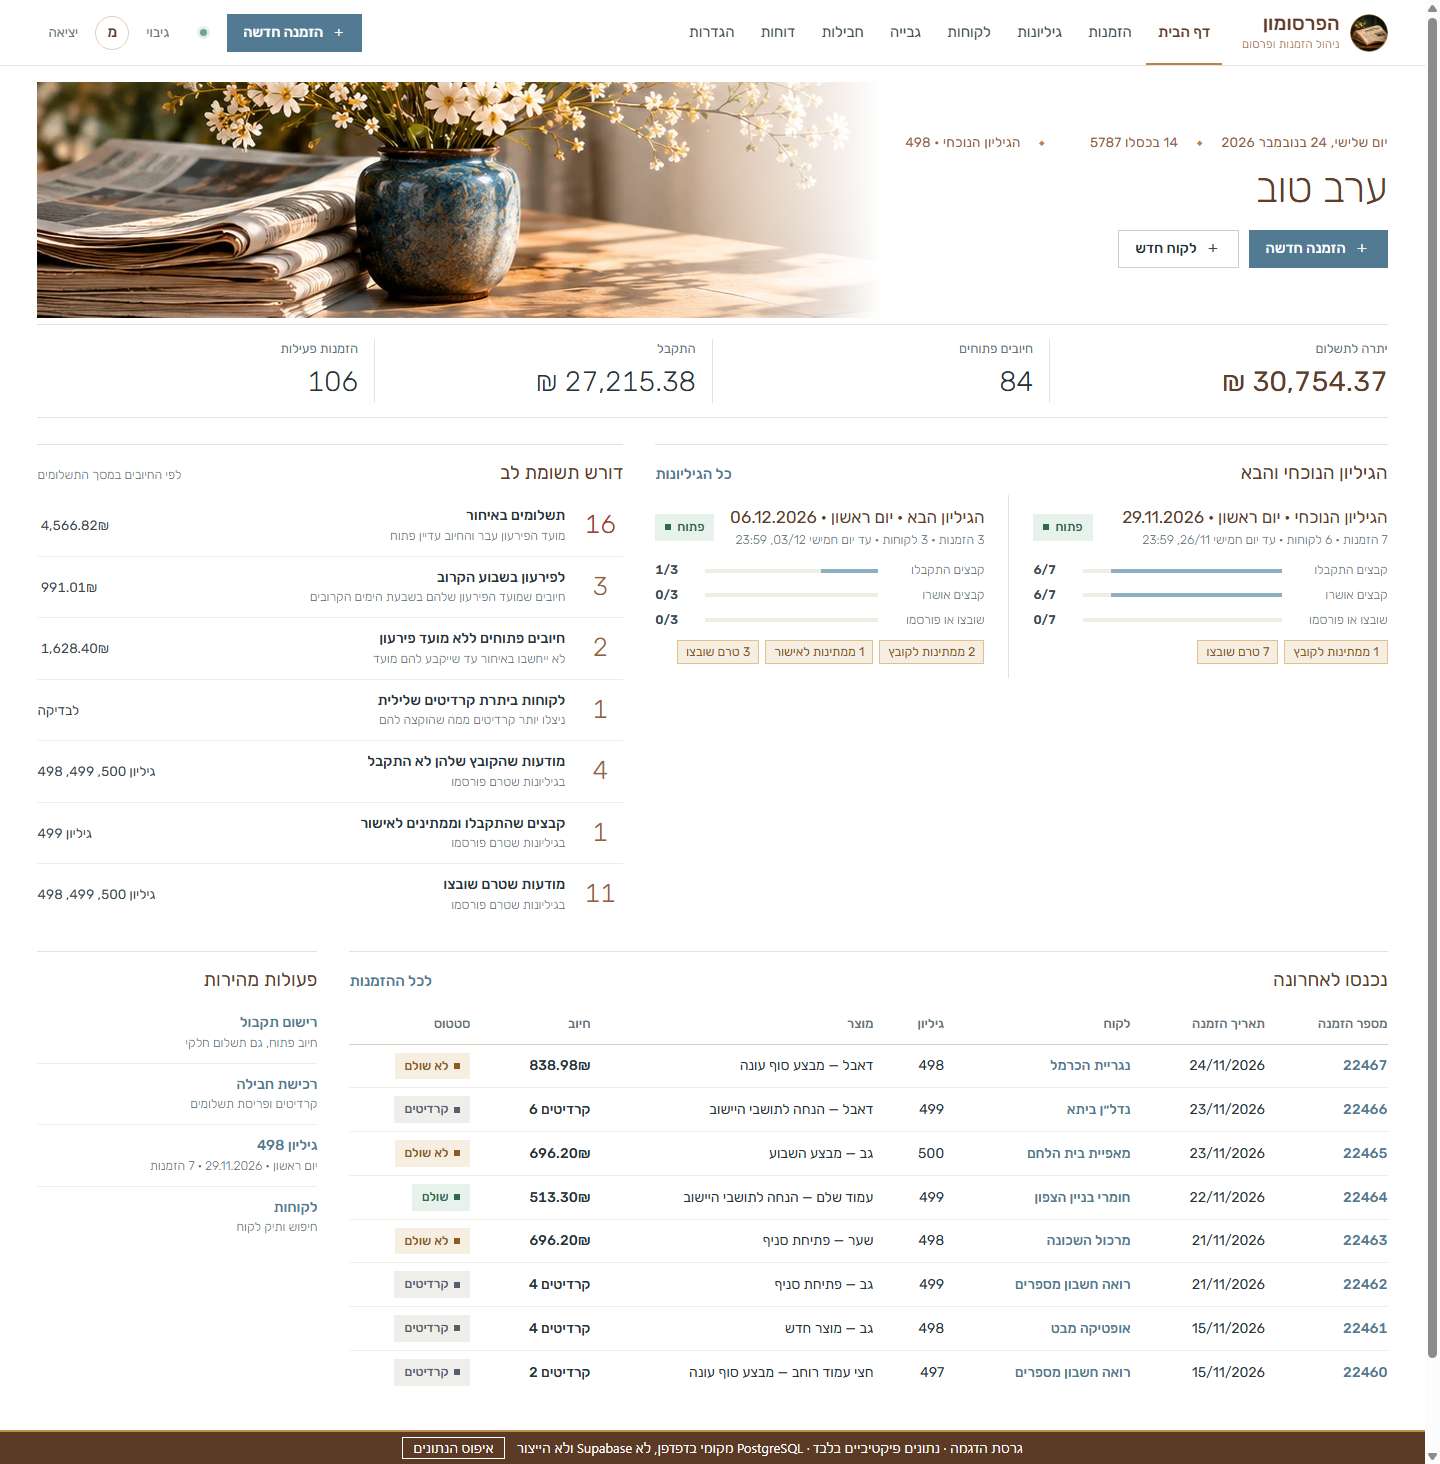 הפרסומון
ניהול הזמנות ופרסום
דף הבית
הזמנות
גיליונות
לקוחות
גבייה
חבילות
דוחות
הגדרות
+ הזמנה חדשה
גיבוי
מ
יציאה
יום שלישי, 24 בנובמבר 2026 ◆ 14 בכסלו 5787 ◆ הגיליון הנוכחי • 498
ערב טוב
+ הזמנה חדשה
+ לקוח חדש
יתרה לתשלום
30,754.37 ₪
חיובים פתוחים
84
התקבל
27,215.38 ₪
הזמנות פעילות
106
הגיליון הנוכחי והבא
כל הגיליונות
הגיליון הנוכחי • יום ראשון • 29.11.2026
פתוח
7 הזמנות • 6 לקוחות • עד יום חמישי 26/11, 23:59
קבצים התקבלו 6/7
קבצים אושרו 6/7
שובצו או פורסמו 0/7
1 ממתינות לקובץ
7 טרם שובצו
הגיליון הבא • יום ראשון • 06.12.2026
פתוח
3 הזמנות • 3 לקוחות • עד יום חמישי 03/12, 23:59
קבצים התקבלו 1/3
קבצים אושרו 0/3
שובצו או פורסמו 0/3
2 ממתינות לקובץ
1 ממתינות לאישור
3 טרם שובצו
דורש תשומת לב
לפי החיובים במסך התשלומים
16 תשלומים באיחור ₪4,566.82
מועד הפירעון עבר והחיוב עדיין פתוח
3 לפירעון בשבוע הקרוב ₪991.01
חיובים שמועד הפירעון שלהם בשבעת הימים הקרובים
2 חיובים פתוחים ללא מועד פירעון ₪1,628.40
לא ייחשבו באיחור עד שייקבע להם מועד
1 לקוחות ביתרת קרדיטים שלילית לבדיקה
ניצלו יותר קרדיטים ממה שהוקצה להם
4 מודעות שהקובץ שלהן לא התקבל גיליון 500, 499, 498
בגיליונות שטרם פורסמו
1 קבצים שהתקבלו וממתינים לאישור גיליון 499
בגיליונות שטרם פורסמו
11 מודעות שטרם שובצו גיליון 500, 499, 498
בגיליונות שטרם פורסמו
נכנסו לאחרונה
לכל ההזמנות
מספר הזמנה תאריך הזמנה לקוח גיליון מוצר חיוב סטטוס
22467 24/11/2026 נגריית הכרמל 498 דאבל — מבצע סוף עונה ₪838.98 לא שולם
22466 23/11/2026 נדל״ן ביתא 499 דאבל — הנחה לתושבי היישוב 6 קרדיטים קרדיטים
22465 23/11/2026 מאפיית בית הלחם 500 גב — מבצע השבוע ₪696.20 לא שולם
22464 22/11/2026 חומרי בניין הצפון 499 עמוד שלם — הנחה לתושבי היישוב ₪513.30 שולם
22463 21/11/2026 מרכול השכונה 498 שער — פתיחת סניף ₪696.20 לא שולם
22462 21/11/2026 רואה חשבון מספרים 499 גב — פתיחת סניף 4 קרדיטים קרדיטים
22461 15/11/2026 אופטיקה מבט 498 גב — מוצר חדש 4 קרדיטים קרדיטים
22460 15/11/2026 רואה חשבון מספרים 497 חצי עמוד רוחב — מבצע סוף עונה 2 קרדיטים קרדיטים
פעולות מהירות
רישום תקבול
חיוב פתוח, גם תשלום חלקי
רכישת חבילה
קרדיטים ופריסת תשלומים
גיליון 498
יום ראשון • 29.11.2026 • 7 הזמנות
לקוחות
חיפוש ותיק לקוח
גרסת הדגמה · נתונים פיקטיביים בלבד · PostgreSQL מקומי בדפדפן, לא Supabase ולא הייצור
איפוס הנתונים